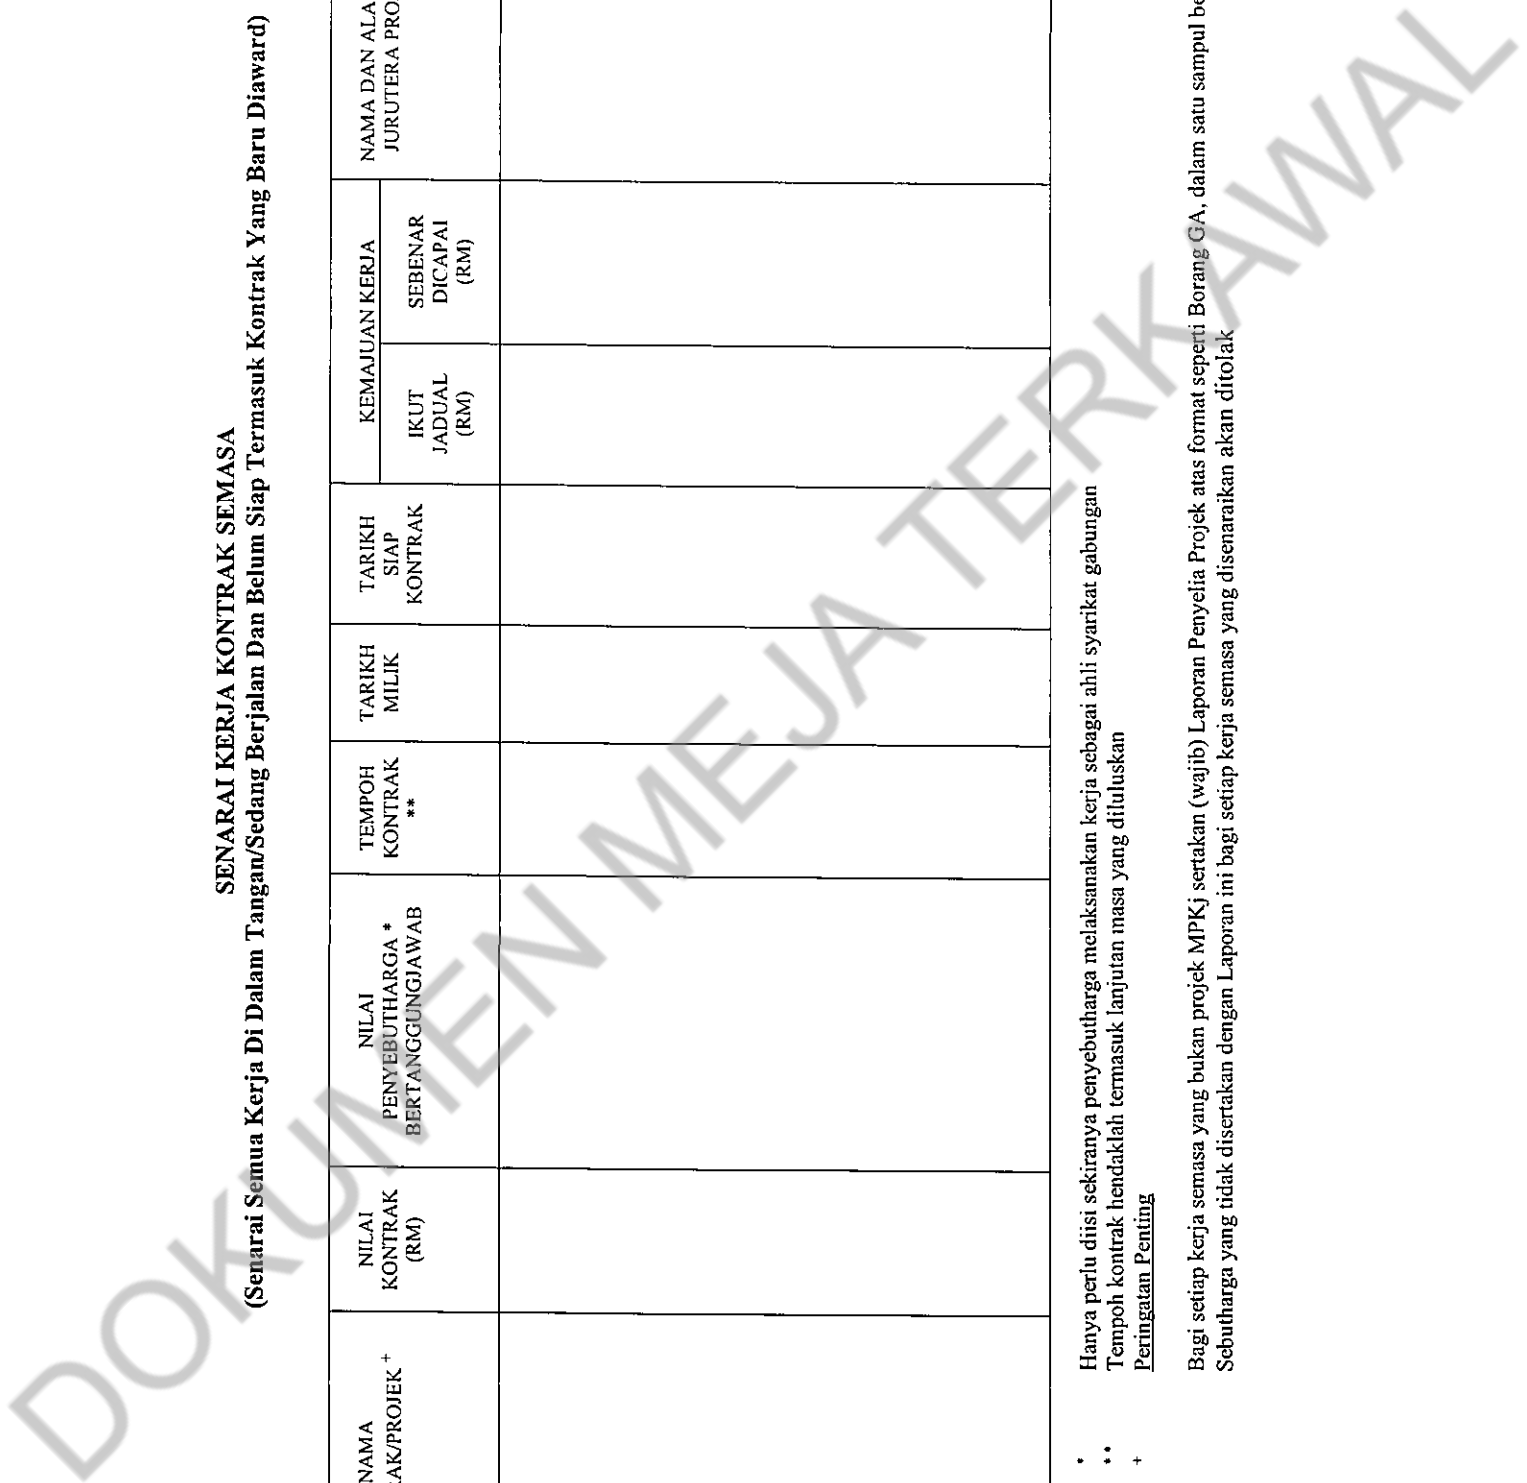 SENARAI KERJA KONTRAK SEMASA
(Senarai Semua Kerja Di Dalam Tangan/Sedang Berjalan Dan Belum Siap Termasuk Kontrak Yang Baru Diaward)
NAMA
AK/PROJEK +
NILAI
KONTRAK
(RM)
NILAI
PENYEBUTHARGA *
BERTANGGUNGJAWAB
TEMPOH
KONTRAK
**
TARIKH
MILIK
TARIKH
SIAP
KONTRAK
KEMAJUAN KERJA
IKUT
JADUAL
(RM)
SEBENAR
DICAPAI
(RM)
NAMA DAN ALA
JURUTERA PRO
* Hanya perlu diisi sekiranya penyebutharga melaksanakan kerja sebagai ahli syarikat gabungan
** Tempoh kontrak hendaklah termasuk lanjutan masa yang diluluskan
+ Peringatan Penting
Bagi setiap kerja semasa yang bukan projek MPKj sertakan (wajib) Laporan Penyelia Projek atas format seperti Borang GA, dalam satu sampul be
Sebutharga yang tidak disertakan dengan Laporan ini bagi setiap kerja semasa yang disenaraikan akan ditolak
DOKUMEN MEJA TERKAWAL